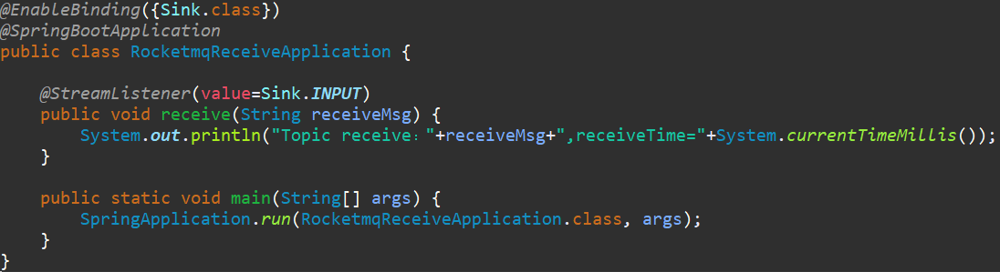 @EnableBinding({Sink.class})
@SpringBootApplication
public class RocketmqReceiveApplication {
@StreamListener(value=Sink.INPUT)
public void receive(String receiveMsg) {
System.out.println("Topic receive："+receiveMsg+",receiveTime="+System.currentTimeMillis());
}
public static void main(String[] args) {
SpringApplication.run(RocketmqReceiveApplication.class, args);
}
}